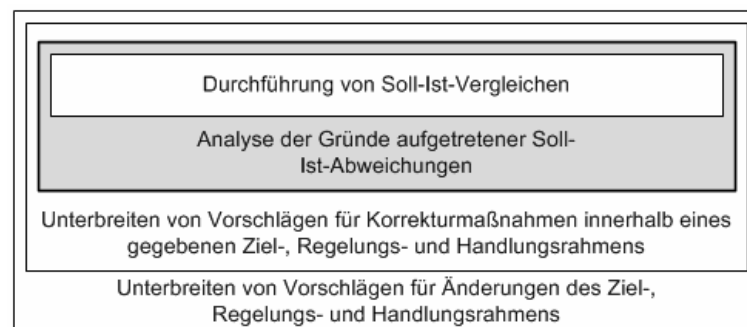 Durchführung von Soll-Ist-Vergleichen
Analyse der Gründe aufgetretener Soll-
Ist-Abweichungen
Unterbreiten von Vorschlägen für Korrekturmaßnahmen innerhalb eines
gegebenen Ziel-, Regelungs- und Handlungsrahmens
Unterbreiten von Vorschlägen für Änderungen des Ziel-,
Regelungs- und Handlungsrahmens